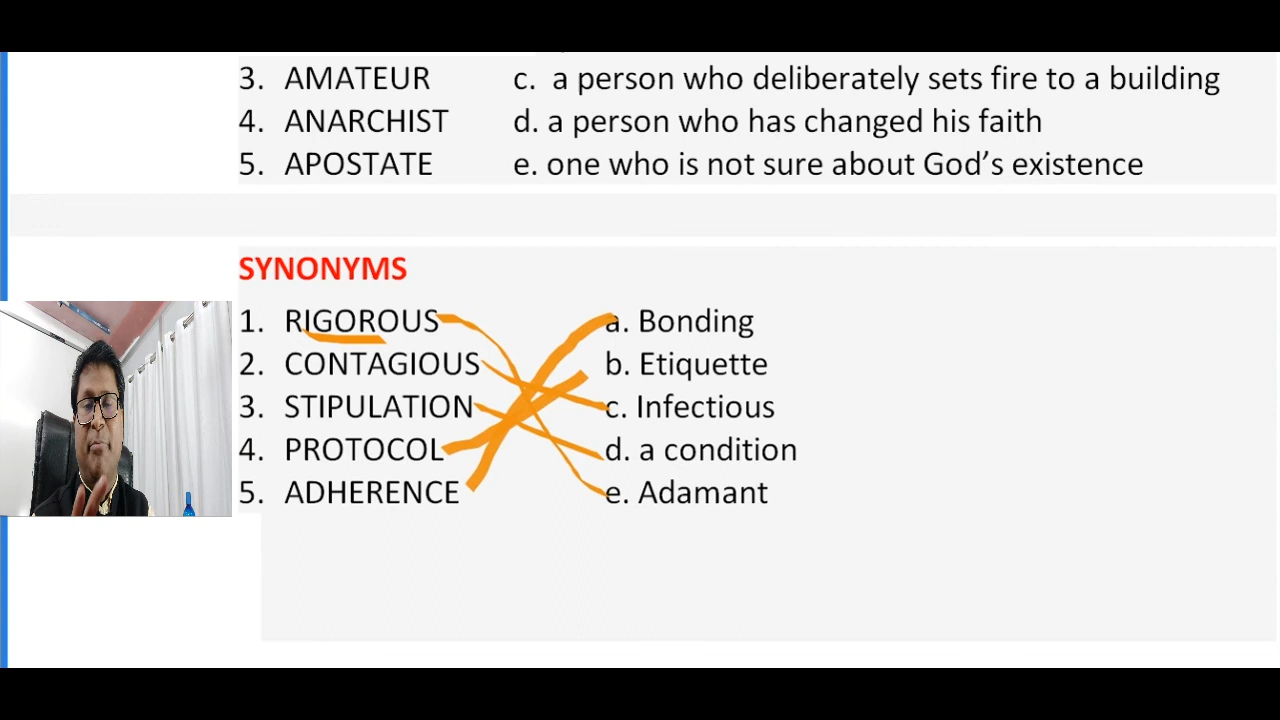 3. AMATEUR c. a person who deliberately sets fire to a building
4. ANARCHIST d. a person who has changed his faith
5. APOSTATE e. one who is not sure about God’s existence
SYNONYMS
1. RIGOROUS a. Bonding
2. CONTAGIOUS b. Etiquette
3. STIPULATION c. Infectious
4. PROTOCOL d. a condition
5. ADHERENCE e. Adamant